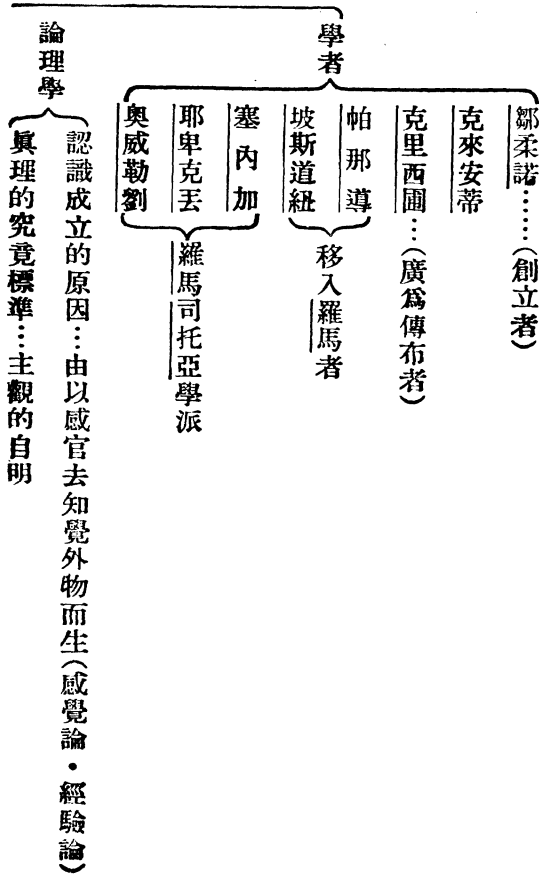 學者
鄒柔諾……(創立者)
克來安蒂
克里西圃…(廣爲傳布者)
帕那導
坡斯道紐
移入羅馬者
塞內加
耶卑克丟
奧威勒劉
羅馬司托亞學派
論理學
認識成立的原因…由以感官去知覺外物而生(感覺論・經驗論)
眞理的究竟標準…主觀的自明